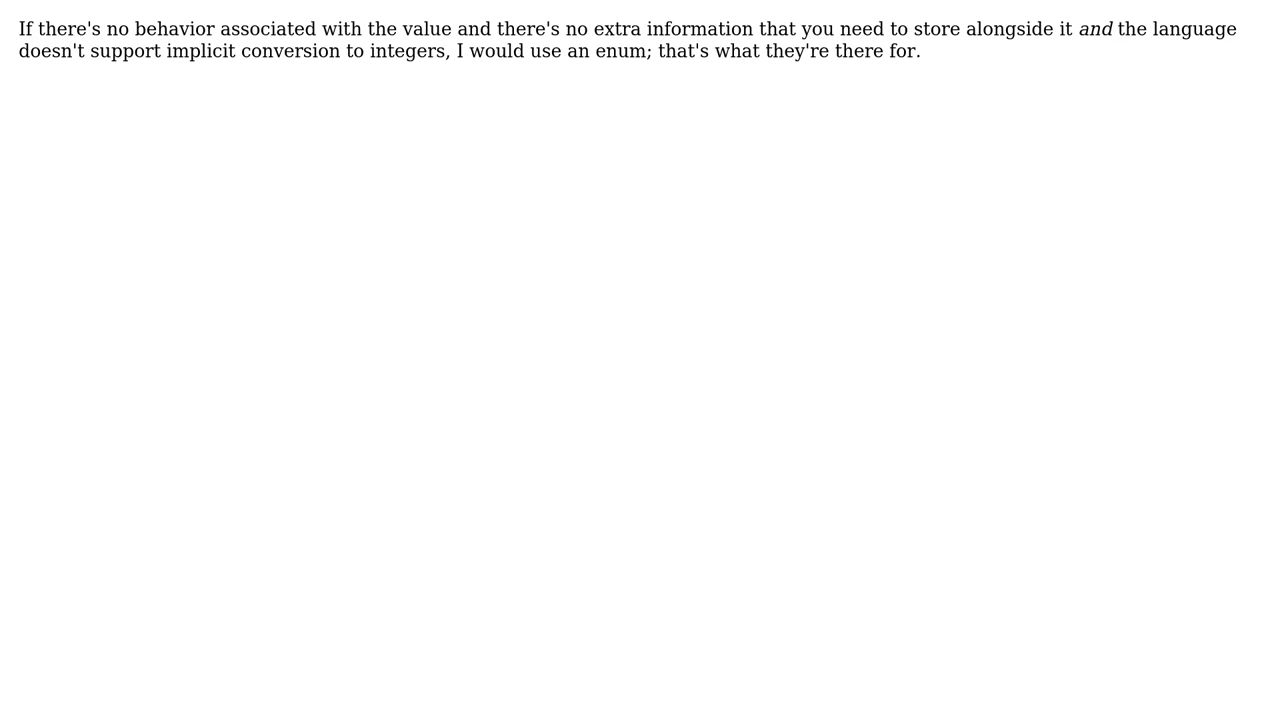 If there's no behavior associated with the value and there's no extra information that you need to store alongside it and the language
doesn't support implicit conversion to integers, I would use an enum; that's what they're there for.